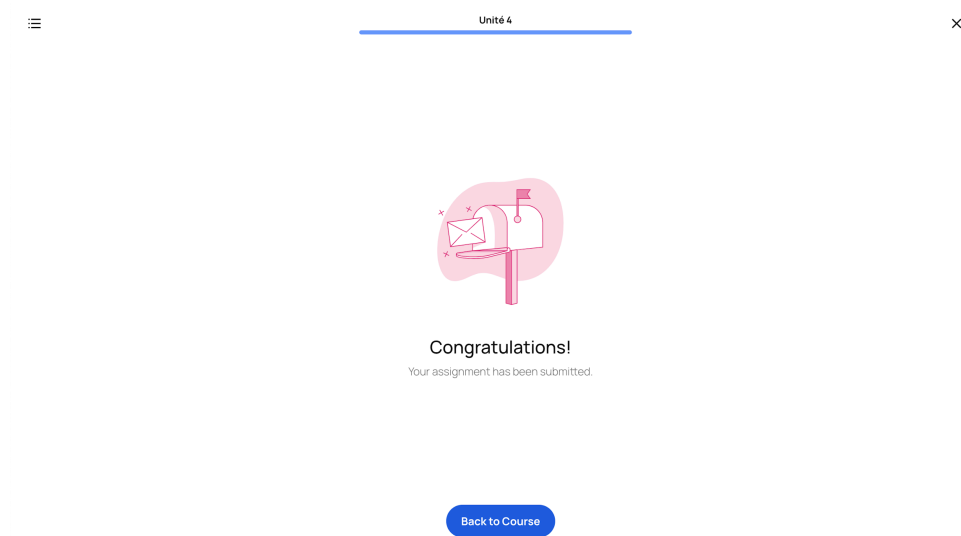 Unité 4
Congratulations!
Your assignment has been submitted.
Back to Course